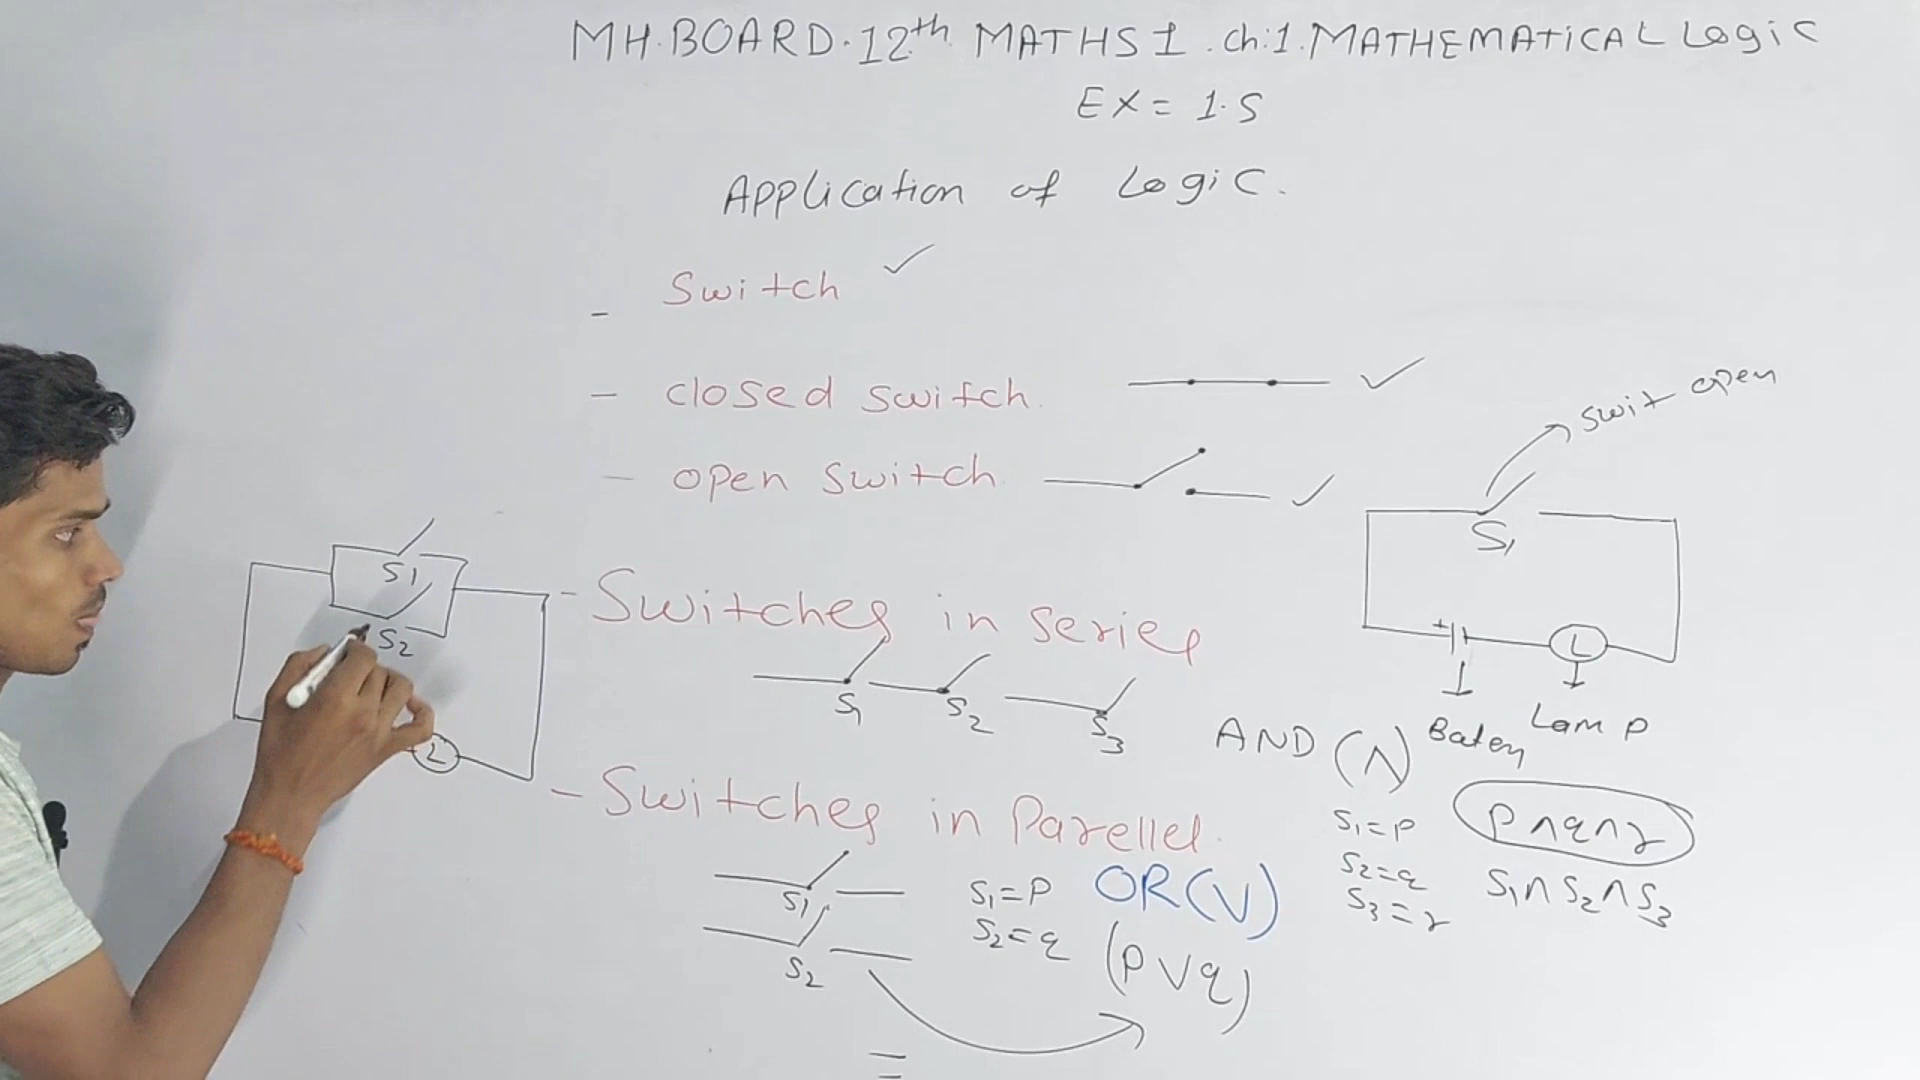 MH.BOARD.12th MATHS 1 .ch:1.MATHEMATICAL LogiC
EX = 1.5
APPlication of LogiC.
- Switch ✓
- closed switch. ✓
swit open
- open switch ✓
S1
+
L
Batery
Lam P
S1
S2
L
- Switches in series
S1 S2 S3
AND (∧)
S1=P
S2=q
S3=r
P∧q∧r
S1∧S2∧S3
- Switches in Parellel.
S1
S2
S1=P
S2=q
OR(V)
(P∨q)
=